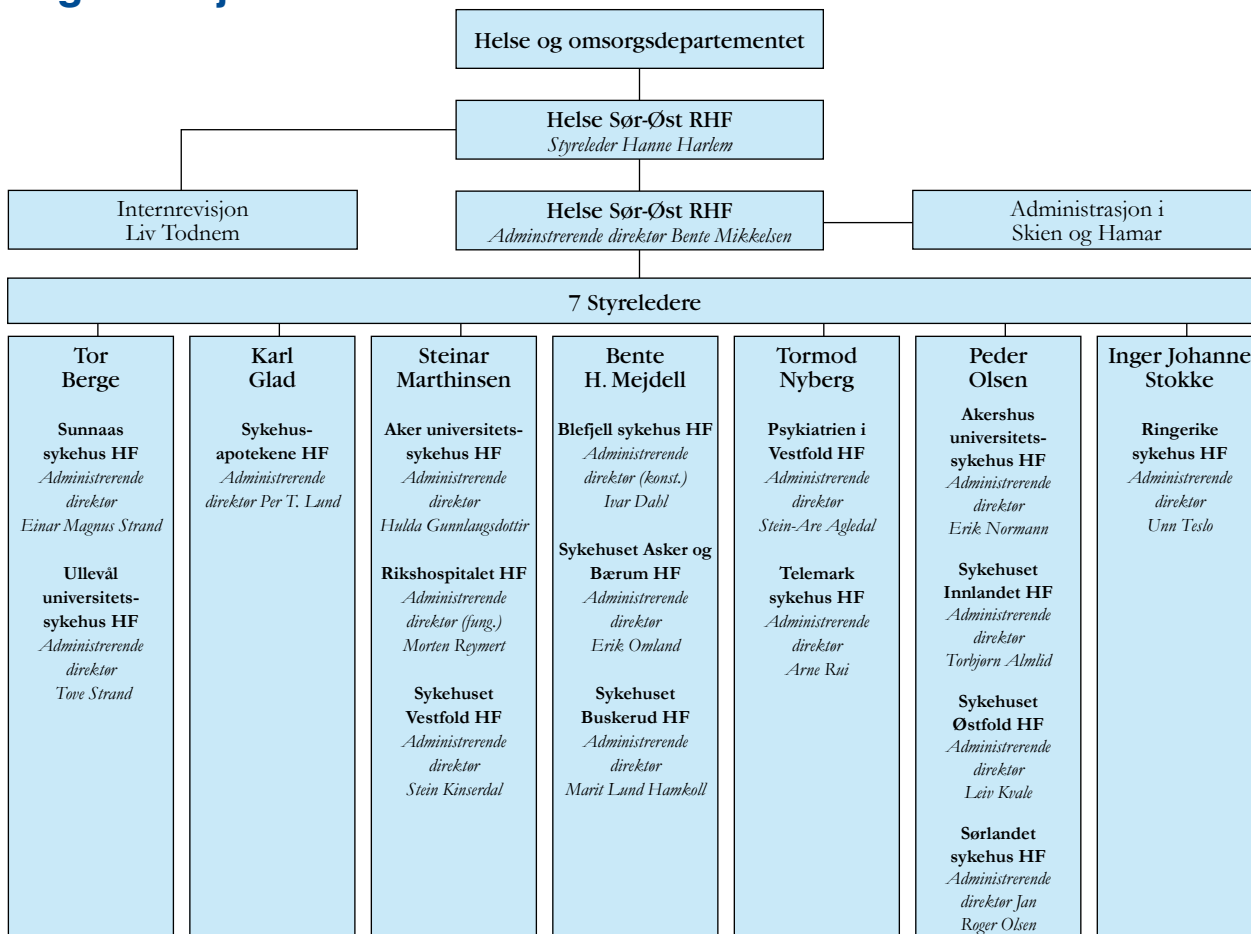 Helse og omsorgsdepartementet
Helse Sør-Øst RHF
Styreleder Hanne Harlem
Internrevisjon
Liv Todnem
Helse Sør-Øst RHF
Adminstrerende direktør Bente Mikkelsen
Administrasjon i
Skien og Hamar
7 Styreledere
Tor
Berge
Sunnaas
sykehus HF
Administrerende
direktør
Einar Magnus Strand
Ullevål
universitets-
sykehus HF
Administrerende
direktør
Tove Strand
Karl
Glad
Sykehus-
apotekene HF
Administrerende
direktør Per T. Lund
Steinar
Marthinsen
Aker universitets-
sykehus HF
Administrerende
direktør
Hulda Gunnlaugsdottir
Rikshospitalet HF
Administrerende
direktør (fung.)
Morten Reymert
Sykehuset
Vestfold HF
Administrerende
direktør
Stein Kinserdal
Bente
H. Mejdell
Blefjell sykehus HF
Administrerende
direktør (konst.)
Ivar Dahl
Sykehuset Asker og
Bærum HF
Administrerende
direktør
Erik Omland
Sykehuset
Buskerud HF
Administrerende
direktør
Marit Lund Hamkoll
Tormod
Nyberg
Psykiatrien i
Vestfold HF
Administrerende
direktør
Stein-Are Agledal
Telemark
sykehus HF
Administrerende
direktør
Arne Rui
Peder
Olsen
Akershus
universitets-
sykehus HF
Administrerende
direktør
Erik Normann
Sykehuset
Innlandet HF
Administrerende
direktør
Torbjørn Almlid
Sykehuset
Østfold HF
Administrerende
direktør
Leiv Kvale
Sørlandet
sykehus HF
Administrerende
direktør Jan
Roger Olsen
Inger Johanne
Stokke
Ringerike
sykehus HF
Administrerende
direktør
Unn Teslo